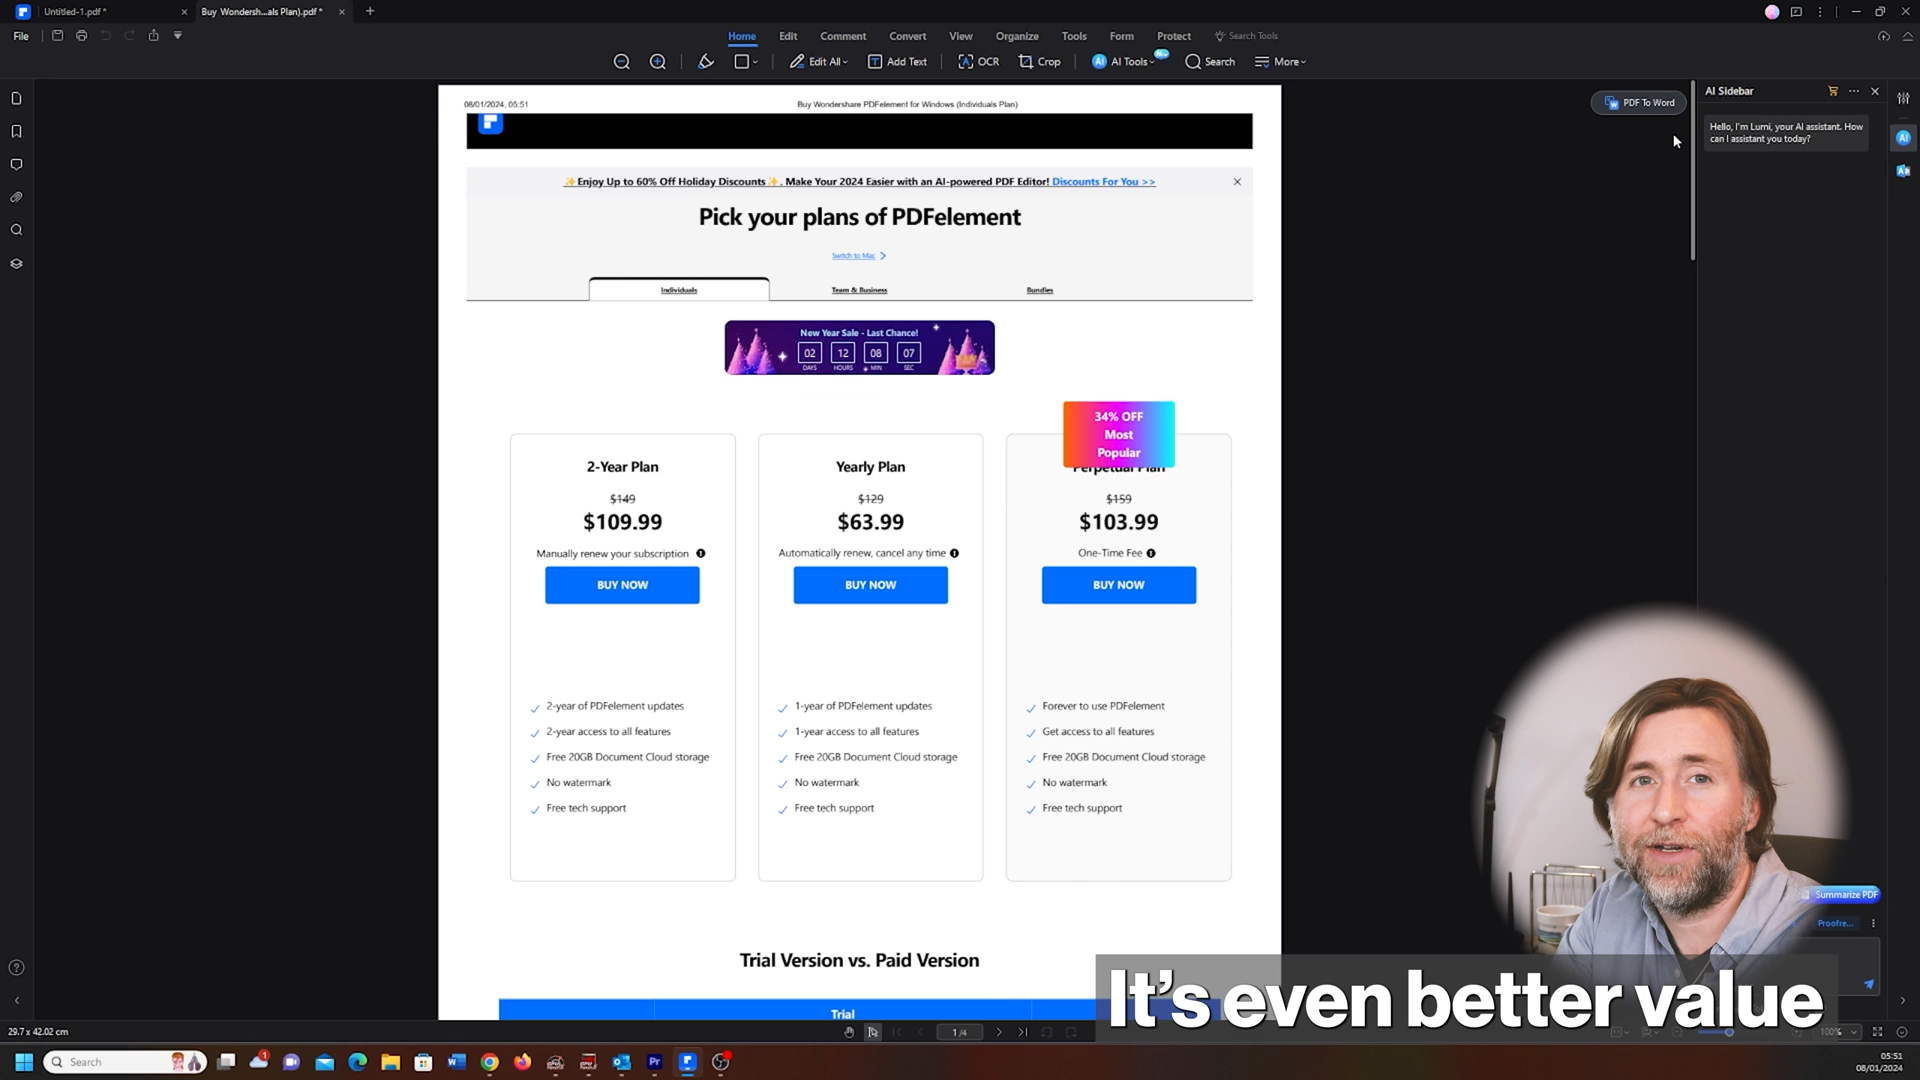 Untitled-1.pdf *
Buy Wondersh...als Plan).pdf *
File
Home
Edit
Comment
Convert
View
Organize
Tools
Form
Protect
Search Tools
Edit All
Add Text
OCR
Crop
AI Tools
Search
More
08/01/2024, 05:51
Buy Wondershare PDFelement for Windows (Individuals Plan)
PDF To Word
AI Sidebar
Hello, I'm Lumi, your AI assistant. How
can I assistant you today?
✨Enjoy Up to 60% Off Holiday Discounts✨. Make Your 2024 Easier with an AI-powered PDF Editor! Discounts For You >>
Pick your plans of PDFelement
Switch to Mac
Individuals
Team & Business
Bundles
New Year Sale - Last Chance!
02 12 08 07
DAYS HOURS MIN SEC
34% OFF
Most
Popular
2-Year Plan
$149
$109.99
Manually renew your subscription
BUY NOW
2-year of PDFelement updates
2-year access to all features
Free 20GB Document Cloud storage
No watermark
Free tech support
Yearly Plan
$129
$63.99
Automatically renew, cancel any time
BUY NOW
1-year of PDFelement updates
1-year access to all features
Free 20GB Document Cloud storage
No watermark
Free tech support
Perpetual Plan
$159
$103.99
One-Time Fee
BUY NOW
Forever to use PDFelement
Get access to all features
Free 20GB Document Cloud storage
No watermark
Free tech support
Summarize PDF
Proofre...
Trial Version vs. Paid Version
Trial
It's even better value
29.7 x 42.02 cm
1/4
100%
Search
05:51
08/01/2024